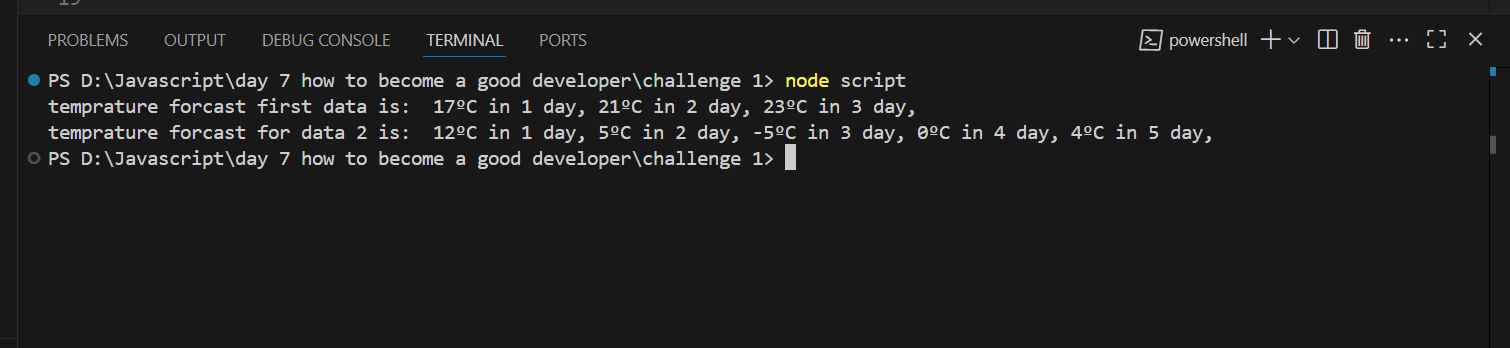 PROBLEMS OUTPUT DEBUG CONSOLE TERMINAL PORTS powershell
PS D:\Javascript\day 7 how to become a good developer\challenge 1> node script
temprature forcast first data is:  17ºC in 1 day, 21ºC in 2 day, 23ºC in 3 day,
temprature forcast for data 2 is:  12ºC in 1 day, 5ºC in 2 day, -5ºC in 3 day, 0ºC in 4 day, 4ºC in 5 day,
PS D:\Javascript\day 7 how to become a good developer\challenge 1>